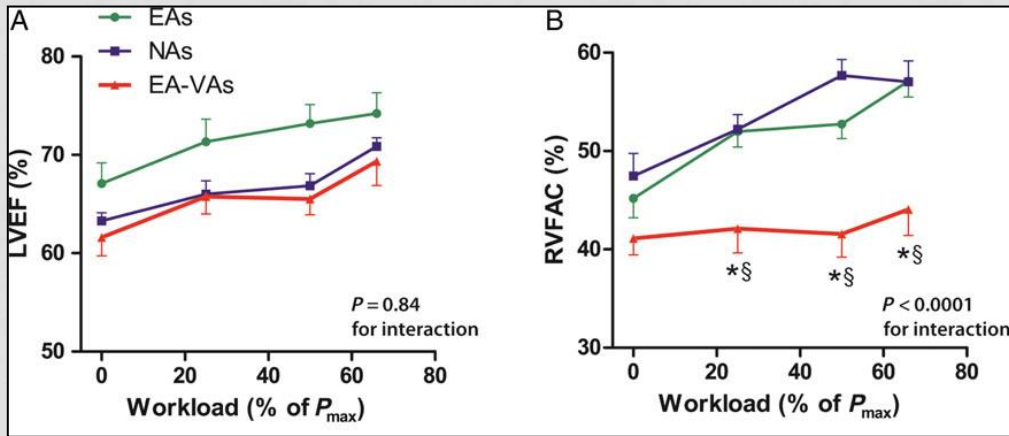 A
EAs
NAs
EA-VAs
80
70
60
50
LVEF (%)
P = 0.84
for interaction
0 20 40 60 80
Workload (% of Pmax)
B
60
50
40
30
RVFAC (%)
*§ *§ *§
P < 0.0001
for interaction
0 20 40 60 80
Workload (% of Pmax)